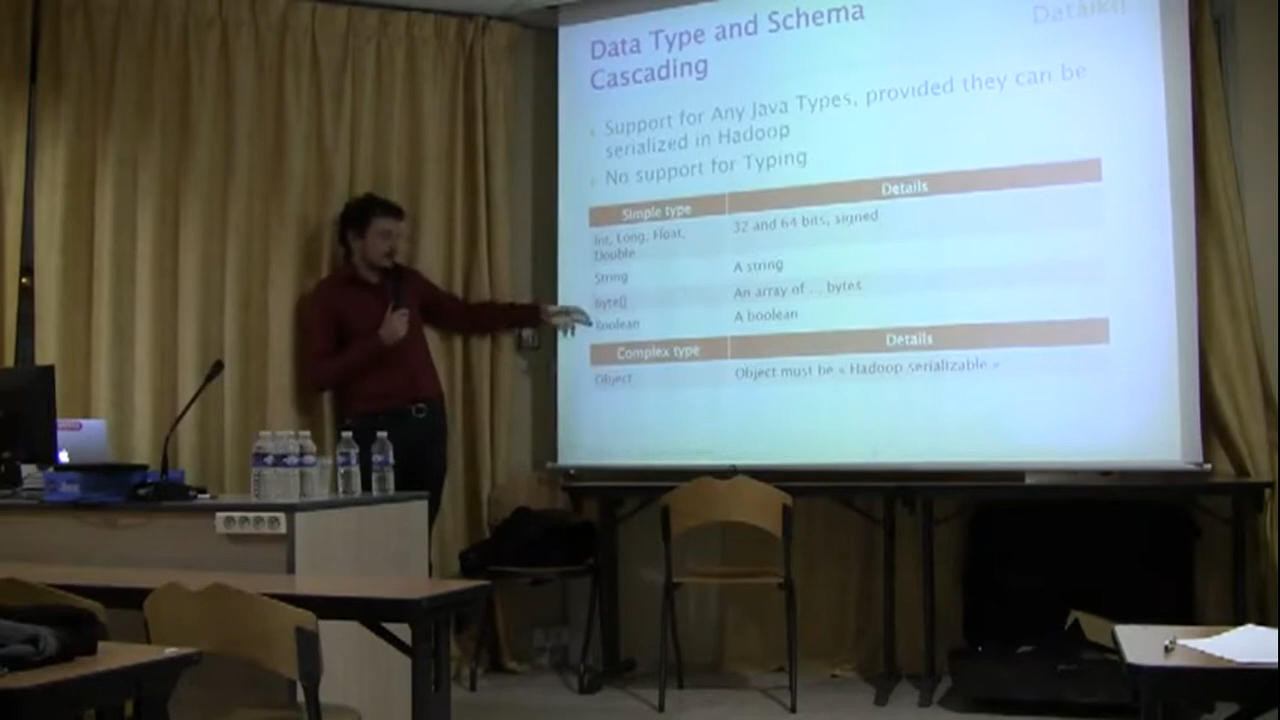 Data Type and Schema
Cascading
Dataiku
Support for Any Java Types, provided they can be
serialized in Hadoop
No support for Typing
Simple type Details
Int, Long, Float, 32 and 64 bits, signed
Double
String A string
byte[] An array of .. bytes
Boolean A boolean
Complex type Details
Object Object must be « Hadoop serializable »